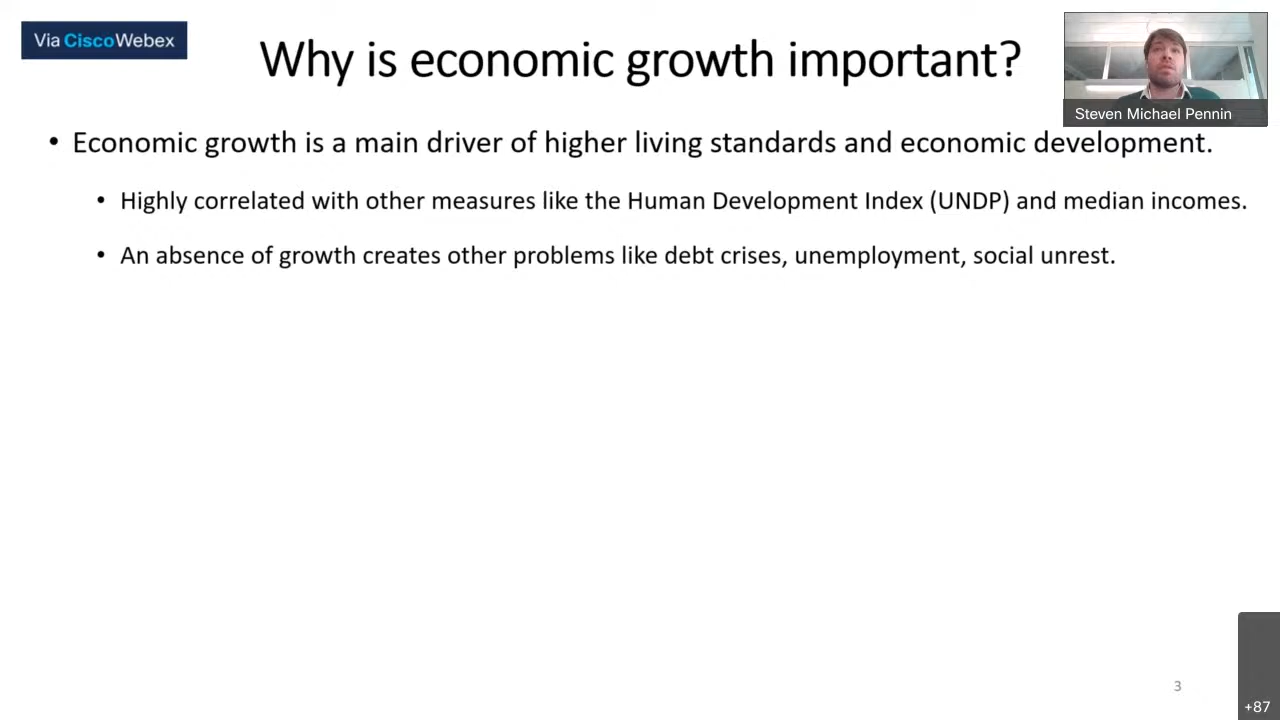 Via CiscoWebex
Why is economic growth important?
Steven Michael Pennin
• Economic growth is a main driver of higher living standards and economic development.
• Highly correlated with other measures like the Human Development Index (UNDP) and median incomes.
• An absence of growth creates other problems like debt crises, unemployment, social unrest.
3
+87